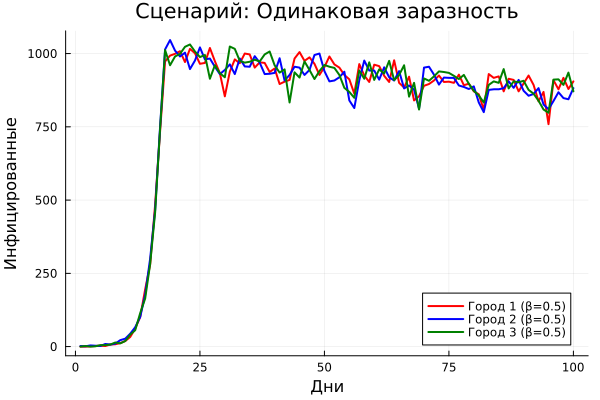 Сценарий: Одинаковая заразность
Инфицированные
1000
750
500
250
0
0 25 50 75 100
Дни
Город 1 (β=0.5)
Город 2 (β=0.5)
Город 3 (β=0.5)